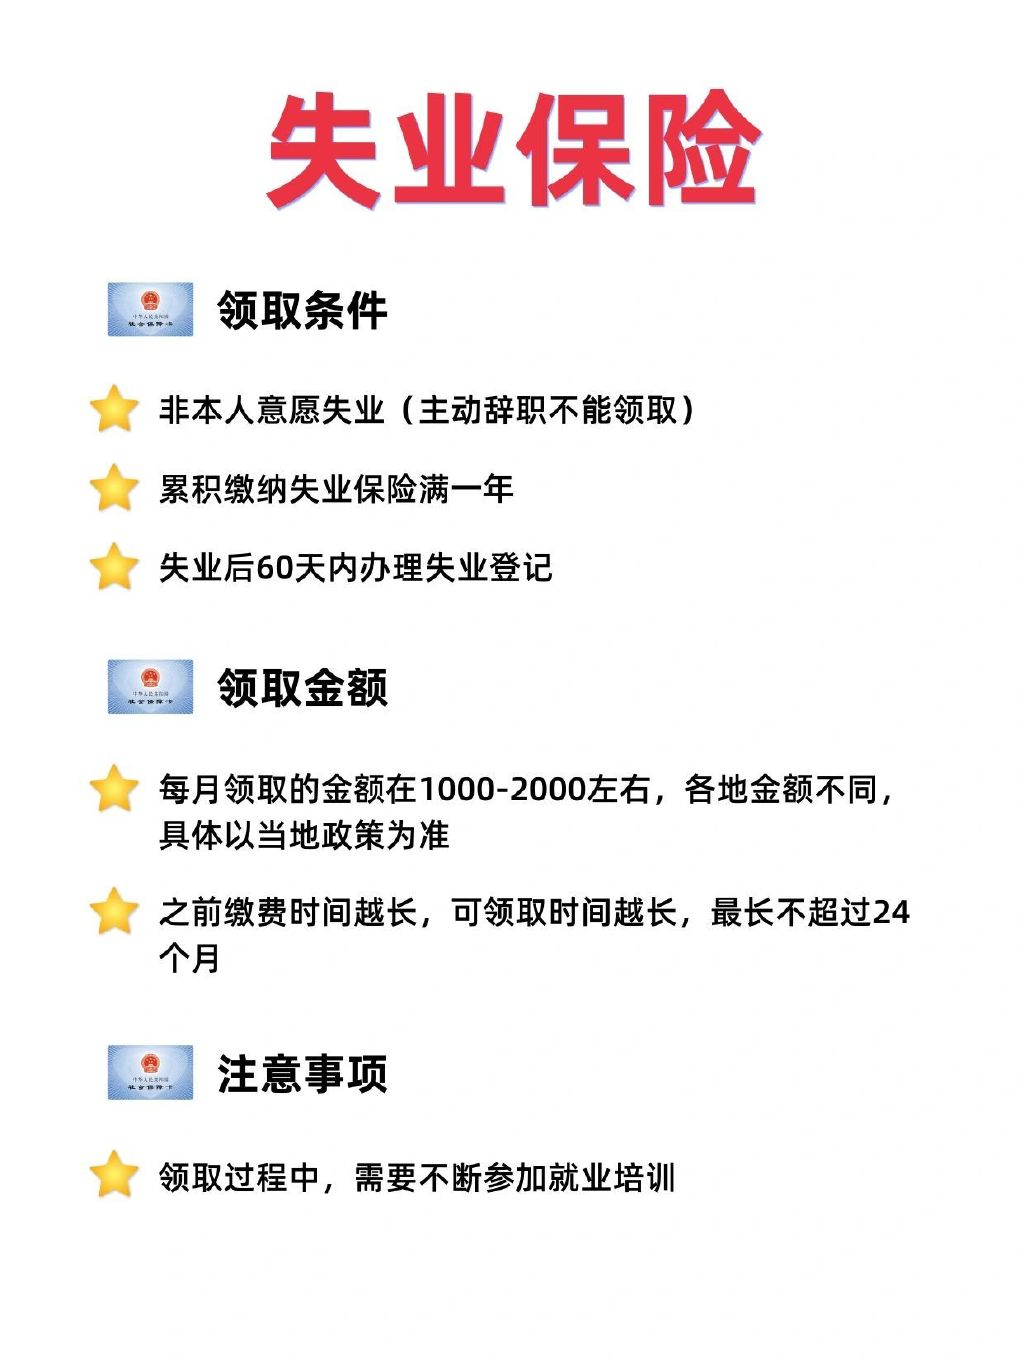 失业保险
中华人民共和国
社会保障卡
领取条件
非本人意愿失业（主动辞职不能领取）
累积缴纳失业保险满一年
失业后60天内办理失业登记
中华人民共和国
社会保障卡
领取金额
每月领取的金额在1000-2000左右，各地金额不同，
具体以当地政策为准
之前缴费时间越长，可领取时间越长，最长不超过24
个月
中华人民共和国
社会保障卡
注意事项
领取过程中，需要不断参加就业培训